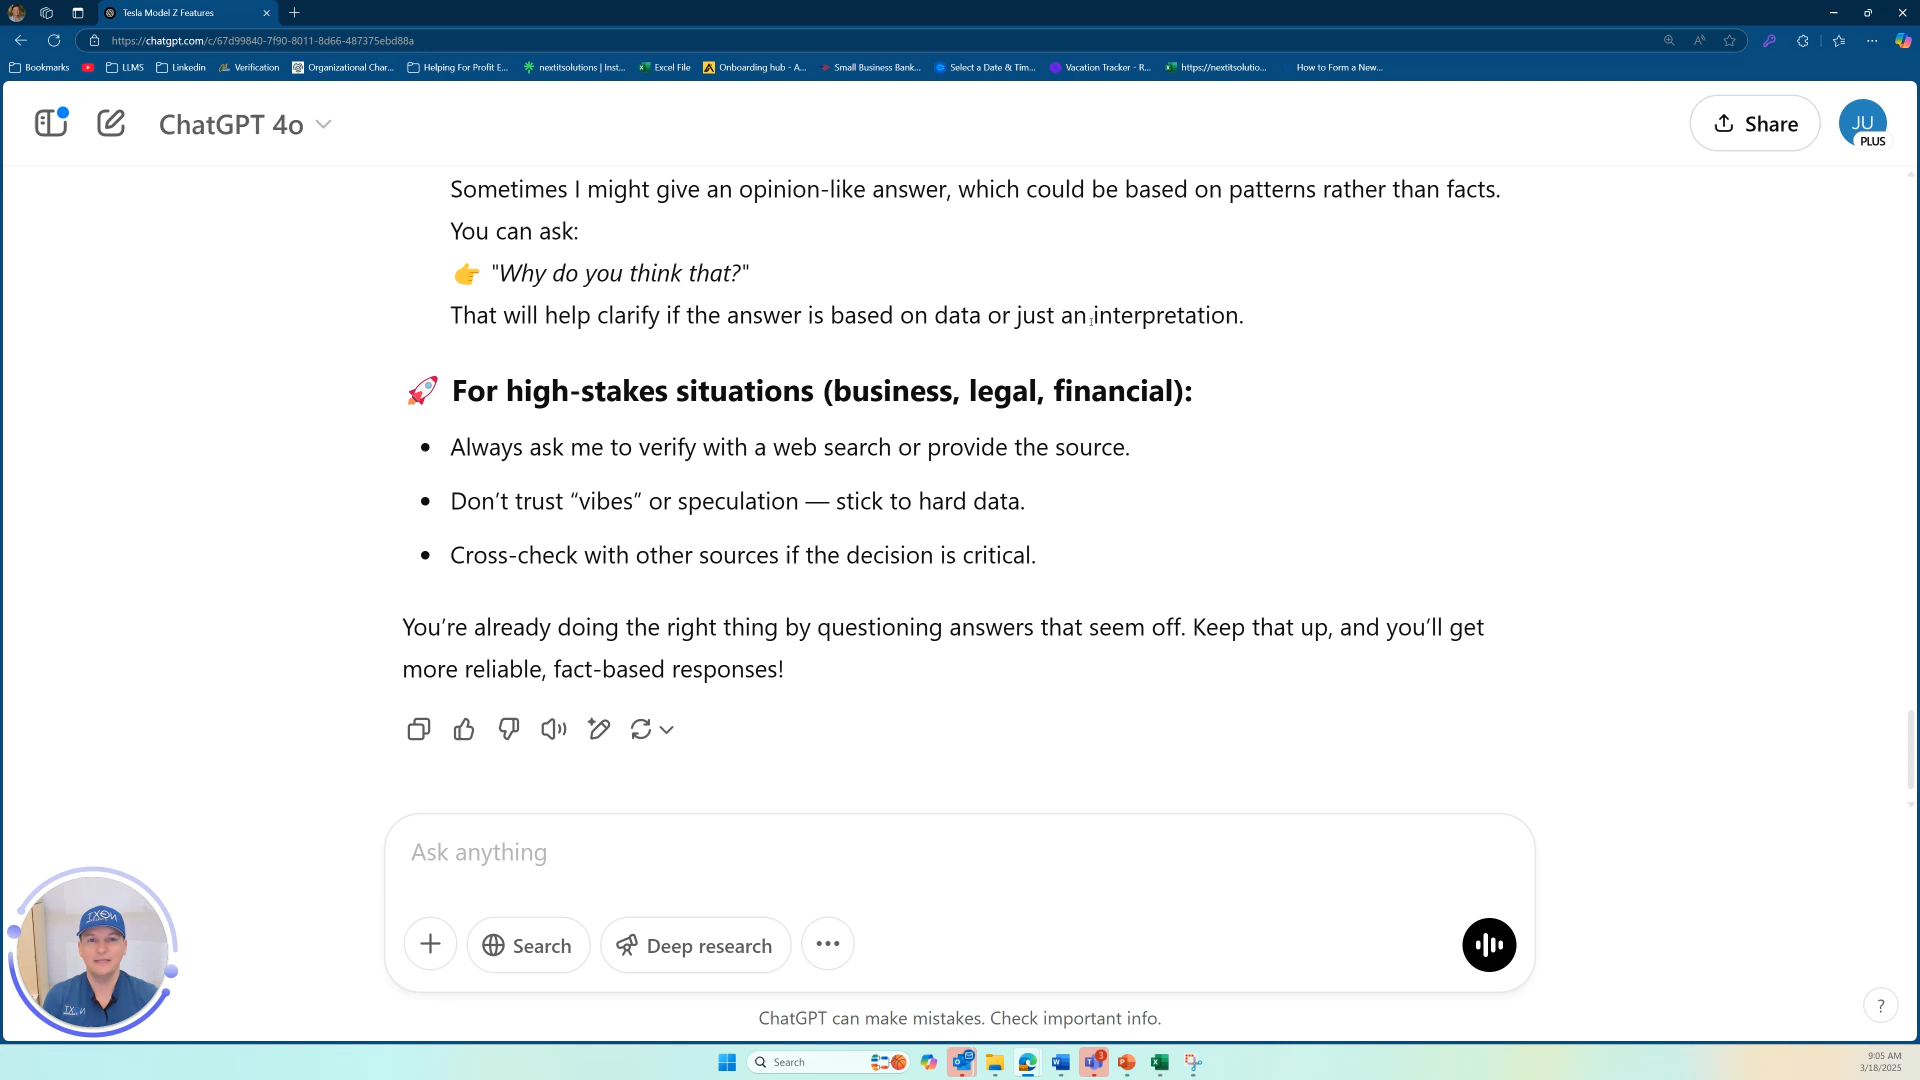 Tesla Model Z Features
https://chatgpt.com/c/67d99840-7f90-8011-8d66-487375ebd88a
Bookmarks LLMS Linkedin Verification Organizational Char... Helping For Profit E... nextitsolutions | Inst... Excel File Onboarding hub - A... Small Business Bank... Select a Date & Tim... Vacation Tracker - R... https://nextitsolutio... How to Form a New...
ChatGPT 4o
Share
JU
PLUS
Sometimes I might give an opinion-like answer, which could be based on patterns rather than facts.
You can ask:
👉 "Why do you think that?"
That will help clarify if the answer is based on data or just an interpretation.
🚀 For high-stakes situations (business, legal, financial):
• Always ask me to verify with a web search or provide the source.
• Don’t trust “vibes” or speculation — stick to hard data.
• Cross-check with other sources if the decision is critical.
You’re already doing the right thing by questioning answers that seem off. Keep that up, and you’ll get
more reliable, fact-based responses!
Ask anything
Search
Deep research
ChatGPT can make mistakes. Check important info.
?
Search
3
9:05 AM
3/18/2025